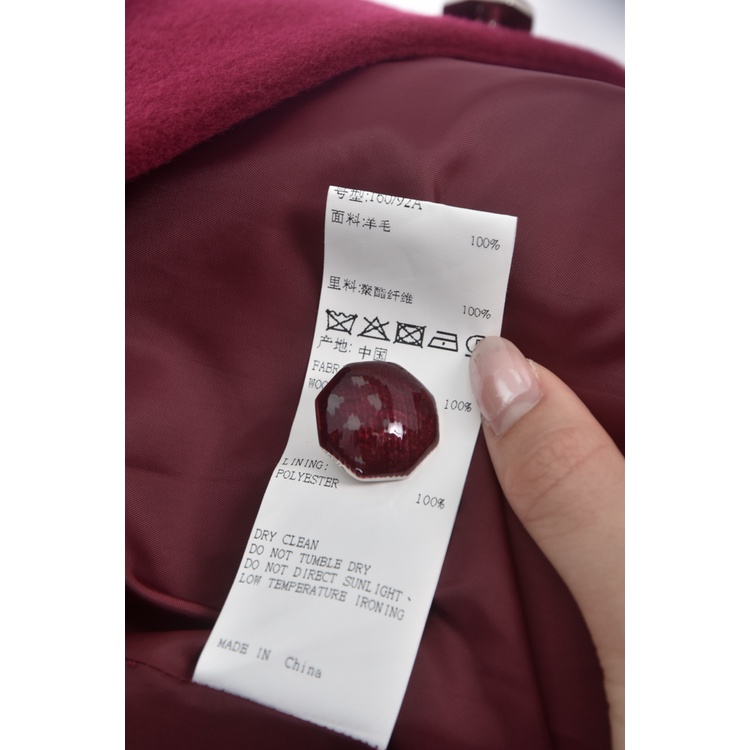 号型:160/92A
面料:羊毛 100%
里料:聚酯纤维 100%
产地: 中国
100%
LINING:
POLYESTER 100%
DRY CLEAN
DO NOT TUMBLE DRY
DO NOT DIRECT SUNLIGHT、
LOW TEMPERATURE IRONING
MADE IN China